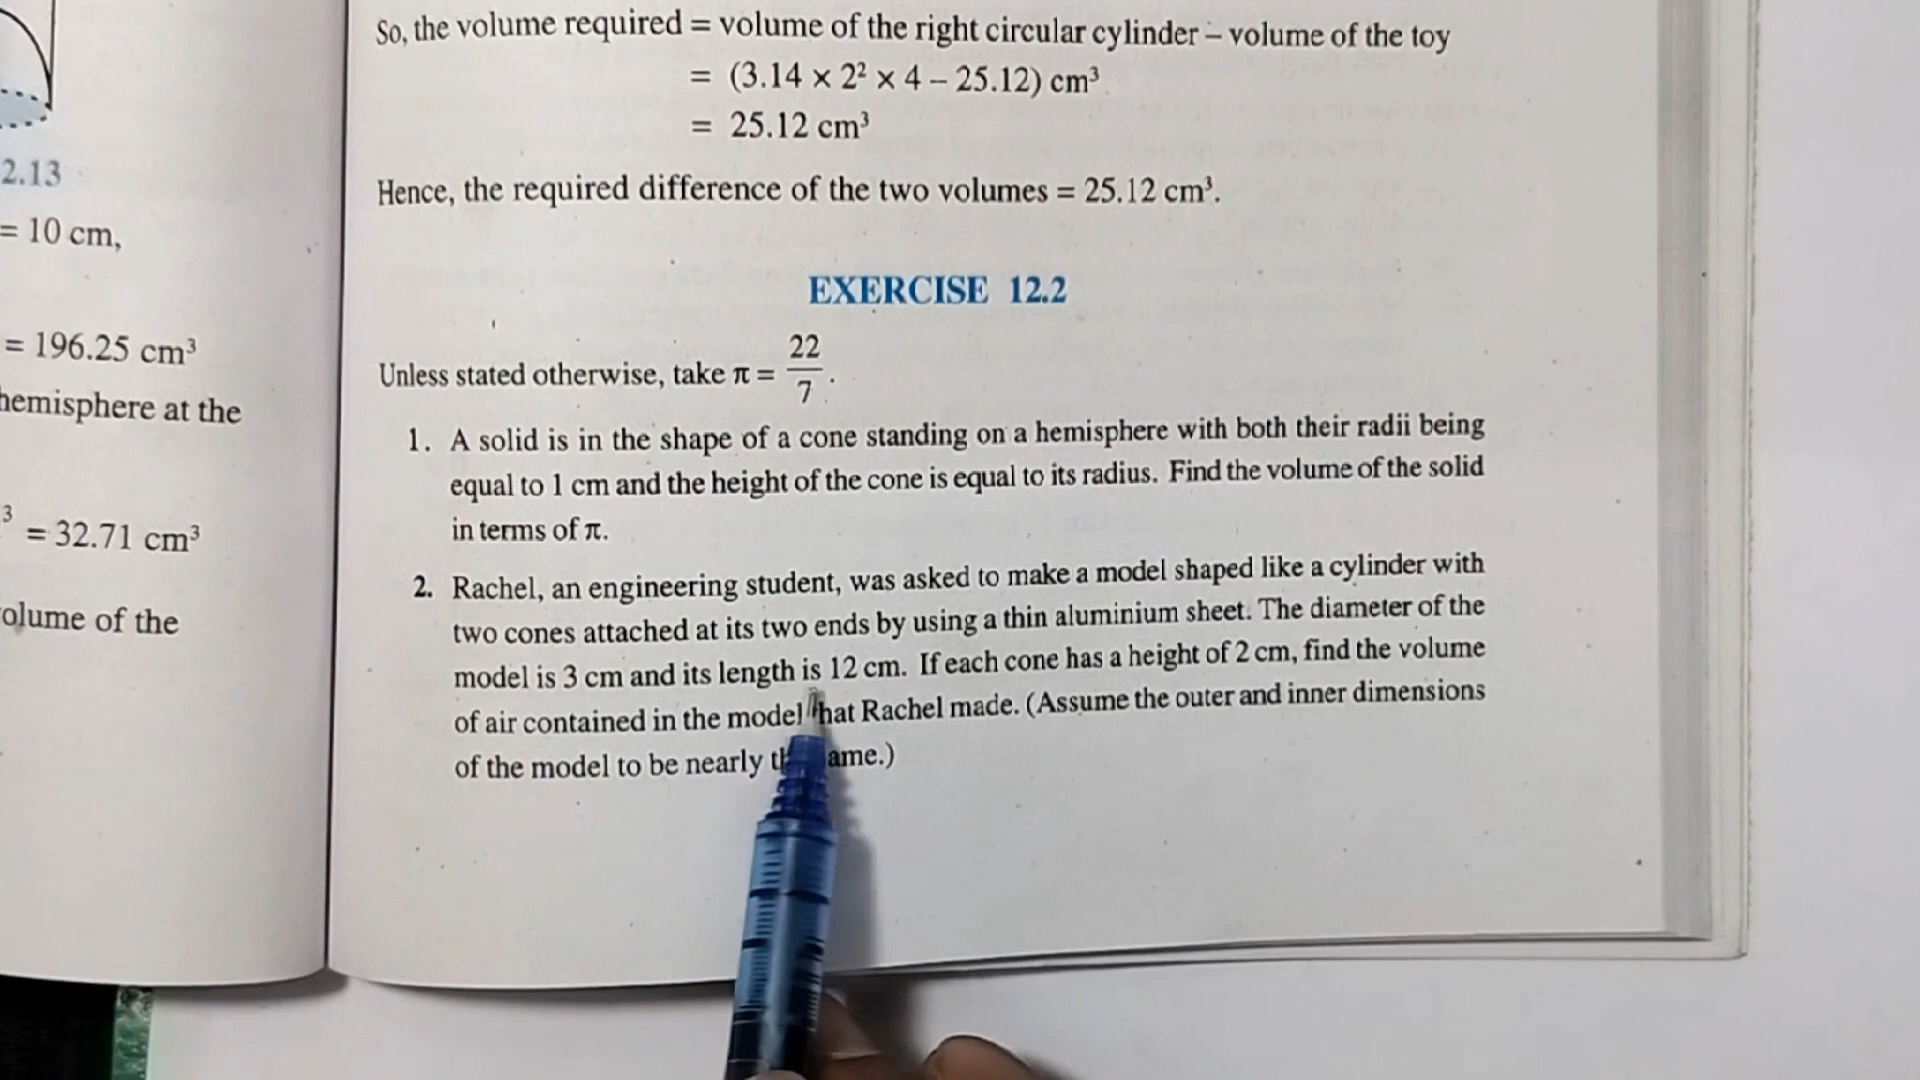 2.13
= 10 cm,
= 196.25 cm³
hemisphere at the
³ = 32.71 cm³
olume of the
So, the volume required = volume of the right circular cylinder – volume of the toy
= (3.14 × 2² × 4 – 25.12) cm³
= 25.12 cm³
Hence, the required difference of the two volumes = 25.12 cm³.
EXERCISE 12.2
Unless stated otherwise, take π = 22/7.
1. A solid is in the shape of a cone standing on a hemisphere with both their radii being
equal to 1 cm and the height of the cone is equal to its radius. Find the volume of the solid
in terms of π.
2. Rachel, an engineering student, was asked to make a model shaped like a cylinder with
two cones attached at its two ends by using a thin aluminium sheet. The diameter of the
model is 3 cm and its length is 12 cm. If each cone has a height of 2 cm, find the volume
of air contained in the model hat Rachel made. (Assume the outer and inner dimensions
of the model to be nearly t ame.)